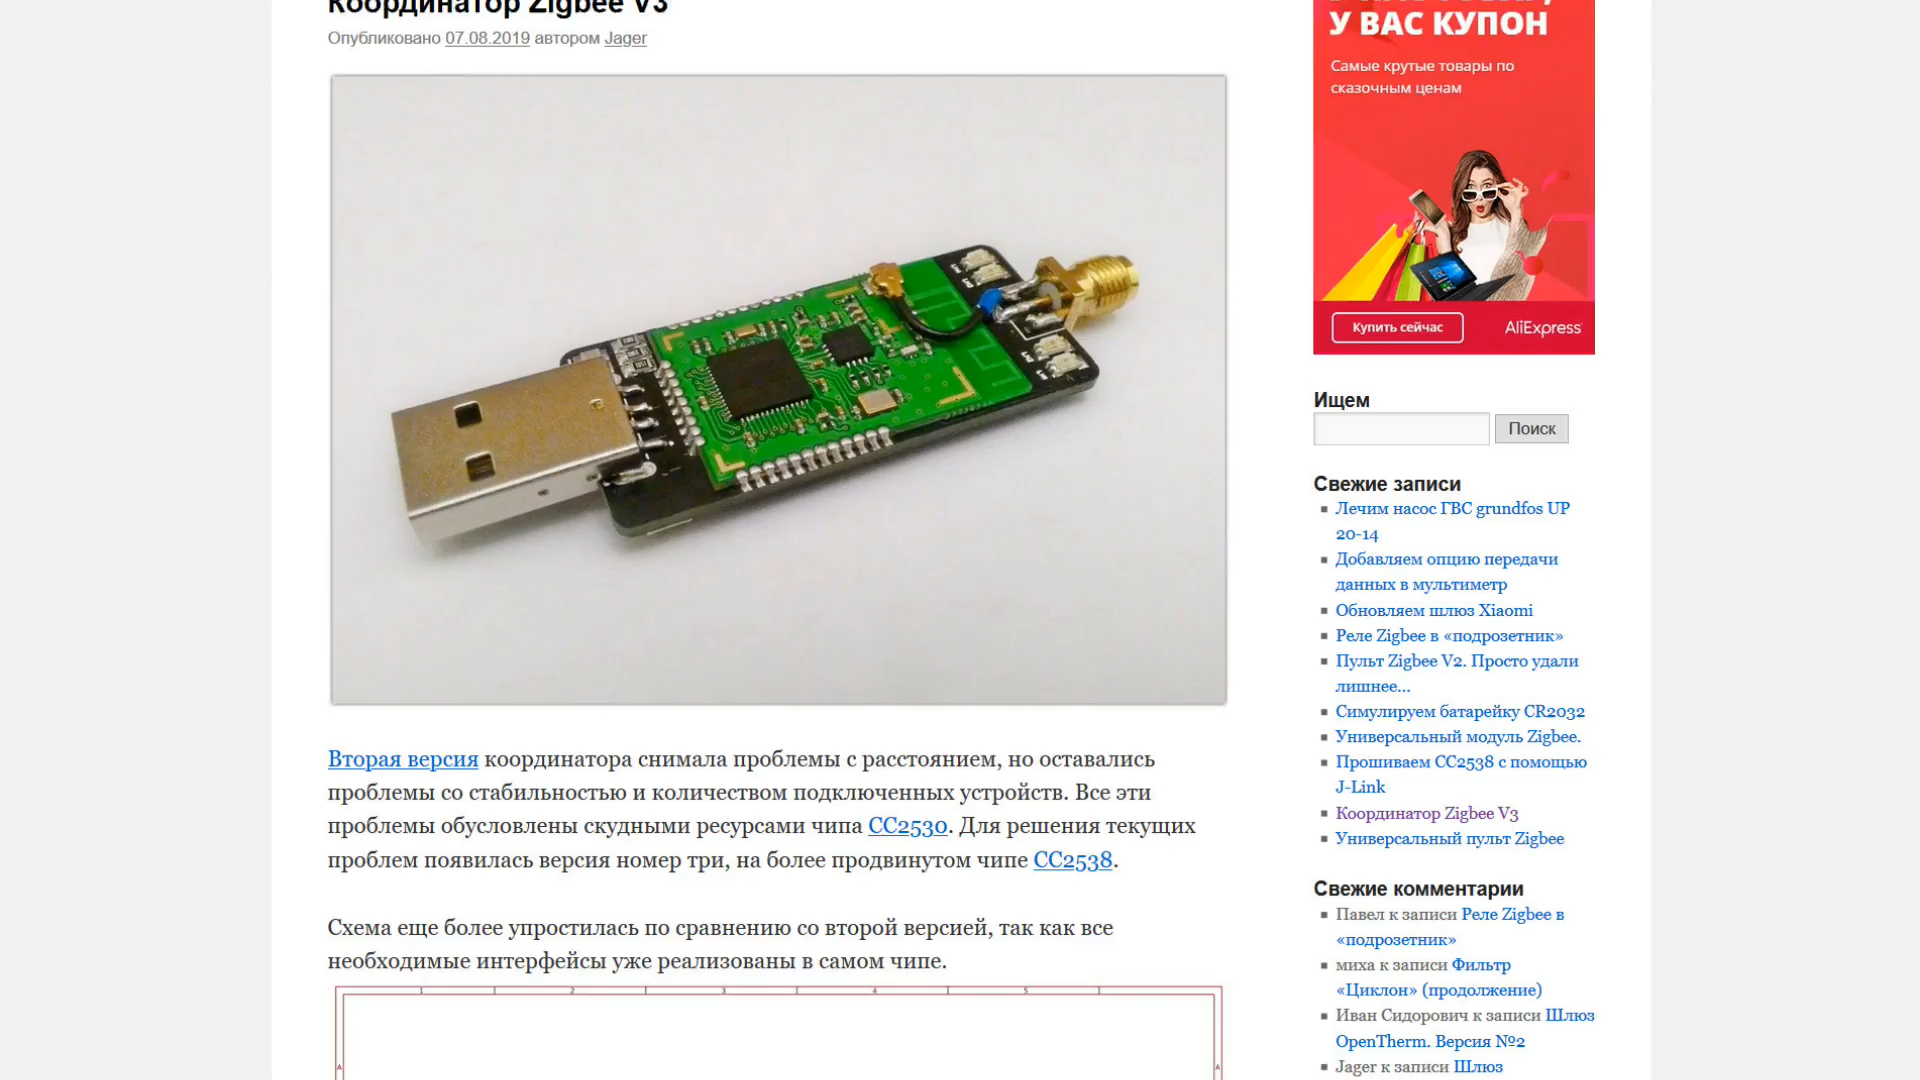 Координатор Zigbee V3
Опубликовано 07.08.2019 автором Jager
Вторая версия координатора снимала проблемы с расстоянием, но оставались
проблемы со стабильностью и количеством подключенных устройств. Все эти
проблемы обусловлены скудными ресурсами чипа CC2530. Для решения текущих
проблем появилась версия номер три, на более продвинутом чипе CC2538.
Схема еще более упростилась по сравнению со второй версией, так как все
необходимые интерфейсы уже реализованы в самом чипе.
1 2 3 4 5
A A
У ВАС КУПОН
Самые крутые товары по
сказочным ценам
Купить сейчас
AliExpress
Ищем
Поиск
Свежие записи
Лечим насос ГВС grundfos UP
20-14
Добавляем опцию передачи
данных в мультиметр
Обновляем шлюз Xiaomi
Реле Zigbee в «подрозетник»
Пульт Zigbee V2. Просто удали
лишнее...
Симулируем батарейку CR2032
Универсальный модуль Zigbee.
Прошиваем CC2538 с помощью
J-Link
Координатор Zigbee V3
Универсальный пульт Zigbee
Свежие комментарии
Павел к записи Реле Zigbee в
«подрозетник»
миха к записи Фильтр
«Циклон» (продолжение)
Иван Сидорович к записи Шлюз
OpenTherm. Версия №2
Jager к записи Шлюз